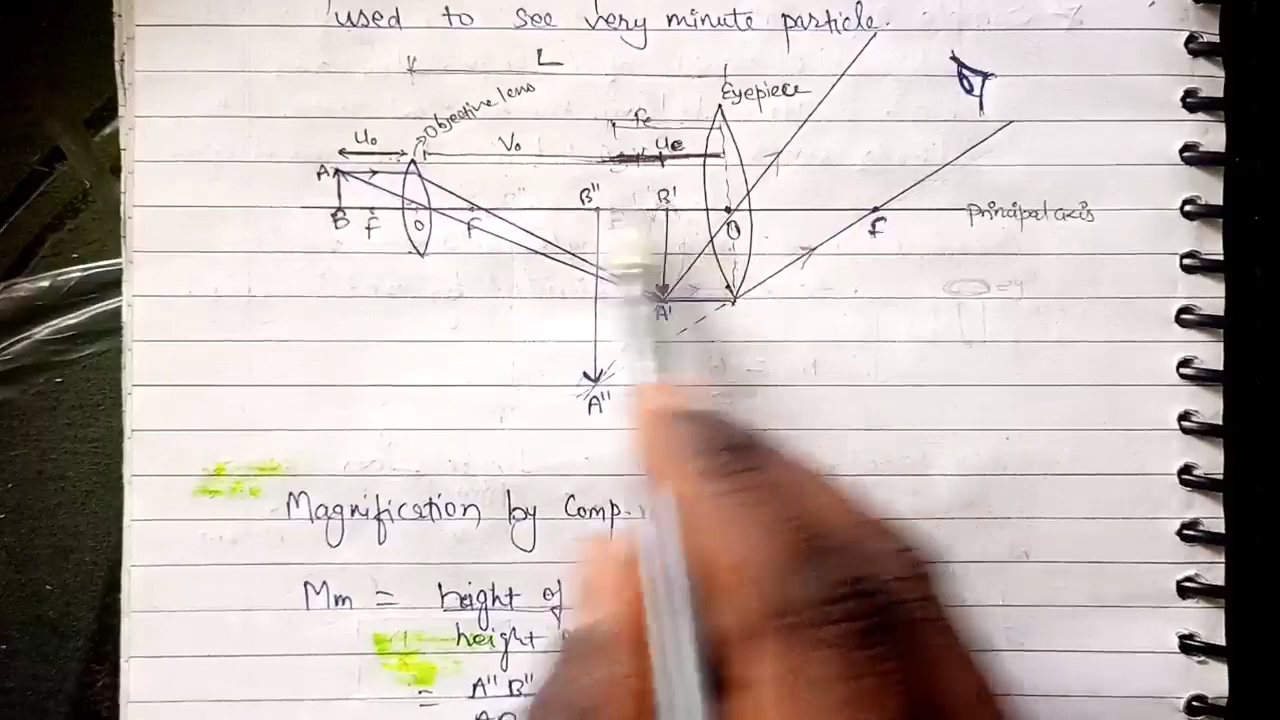 used to see very minute particle.
L
Eyepiece
Objective lens
fe
u₀
V₀
ue
A
B'' B'
B F O F O F Principal axis
A'
A''
Magnification by Comp.
Mm = height of
height
= A''B''
AB